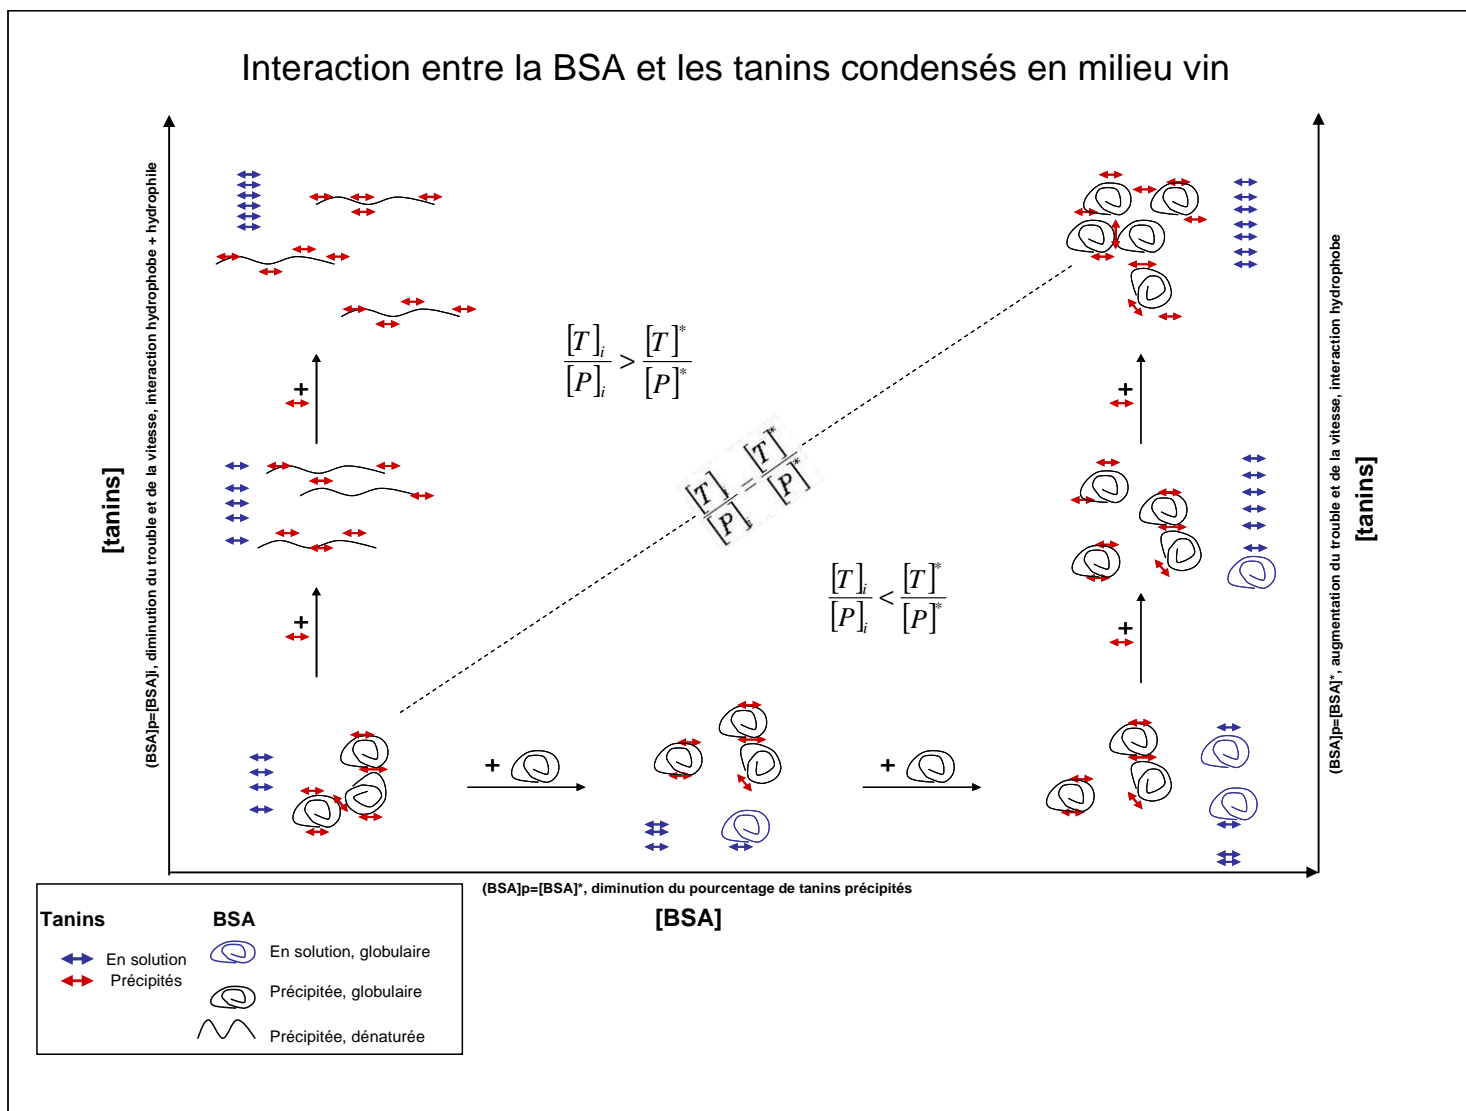 Interaction entre la BSA et les tanins condensés en milieu vin
(BSA]p=[BSA]i, diminution du trouble et de la vitesse, interaction hydrophobe + hydrophile
[tanins]
+
+
[T]i / [P]i > [T]* / [P]*
[T] / [P] = [T]* / [P]*
[T]i / [P]i < [T]* / [P]*
+
+
+
+
[tanins]
(BSA]p=[BSA]*, augmentation du trouble et de la vitesse, interaction hydrophobe
(BSA]p=[BSA]*, diminution du pourcentage de tanins précipités
[BSA]
Tanins
En solution
Précipités
BSA
En solution, globulaire
Précipitée, globulaire
Précipitée, dénaturée